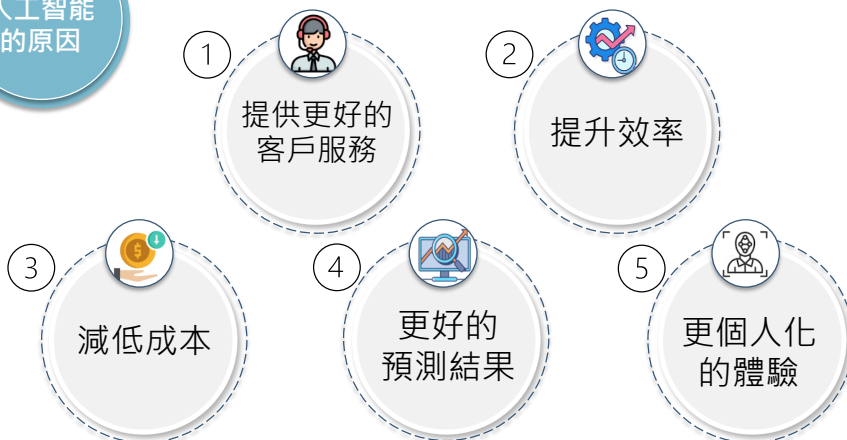 人工智能
的原因
1
提供更好的
客戶服務
2
提升效率
3
減低成本
4
更好的
預測結果
5
更個人化
的體驗